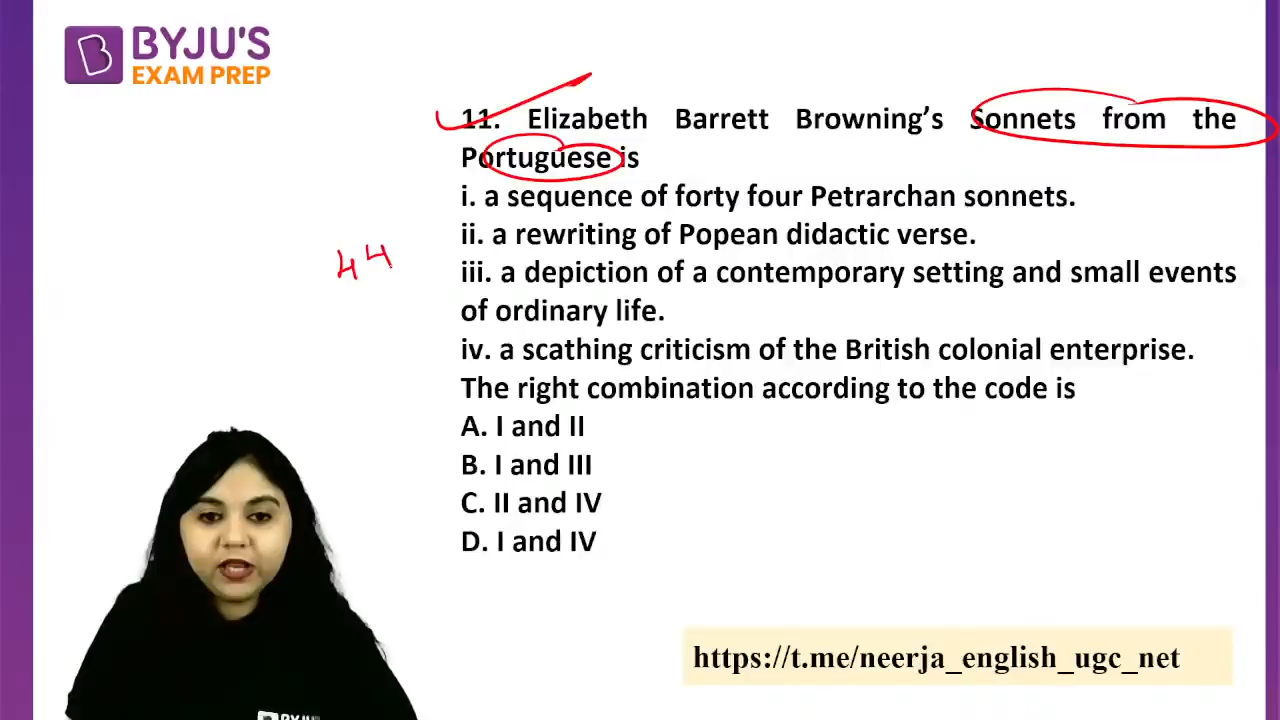 BYJU'S
EXAM PREP
11. Elizabeth Barrett Browning's Sonnets from the
Portuguese is
i. a sequence of forty four Petrarchan sonnets.
ii. a rewriting of Popean didactic verse.
44
iii. a depiction of a contemporary setting and small events
of ordinary life.
iv. a scathing criticism of the British colonial enterprise.
The right combination according to the code is
A. I and II
B. I and III
C. II and IV
D. I and IV
https://t.me/neerja_english_ugc_net
BYJU'S